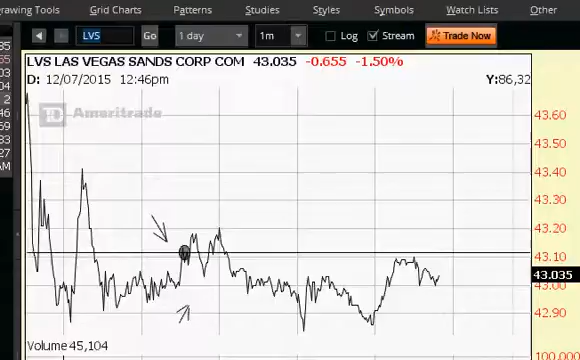 rawing Tools Grid Charts Patterns Studies Styles Symbols Watch Lists Other
LVS Go 1 day 1m Log Stream Trade Now
LVS LAS VEGAS SANDS CORP COM 43.035 -0.655 -1.50%
D: 12/07/2015 12:46pm Y:86,32
TD Ameritrade
43.60
43.50
43.40
43.30
43.20
43.10
43.035
43.00
42.90
Volume 45,104
100,000